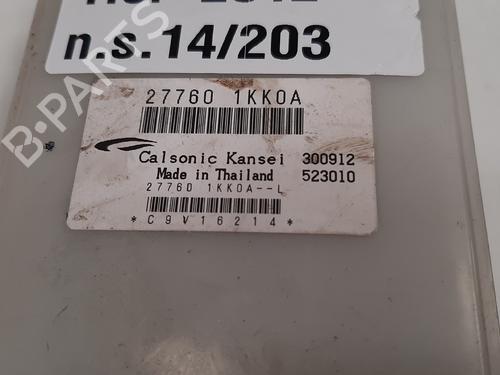 n.s.14/203
27760 1KK0A
Calsonic Kansei 300912
Made in Thailand 523010
27760 1KK0A--L
*C9V16214*
B-PARTS